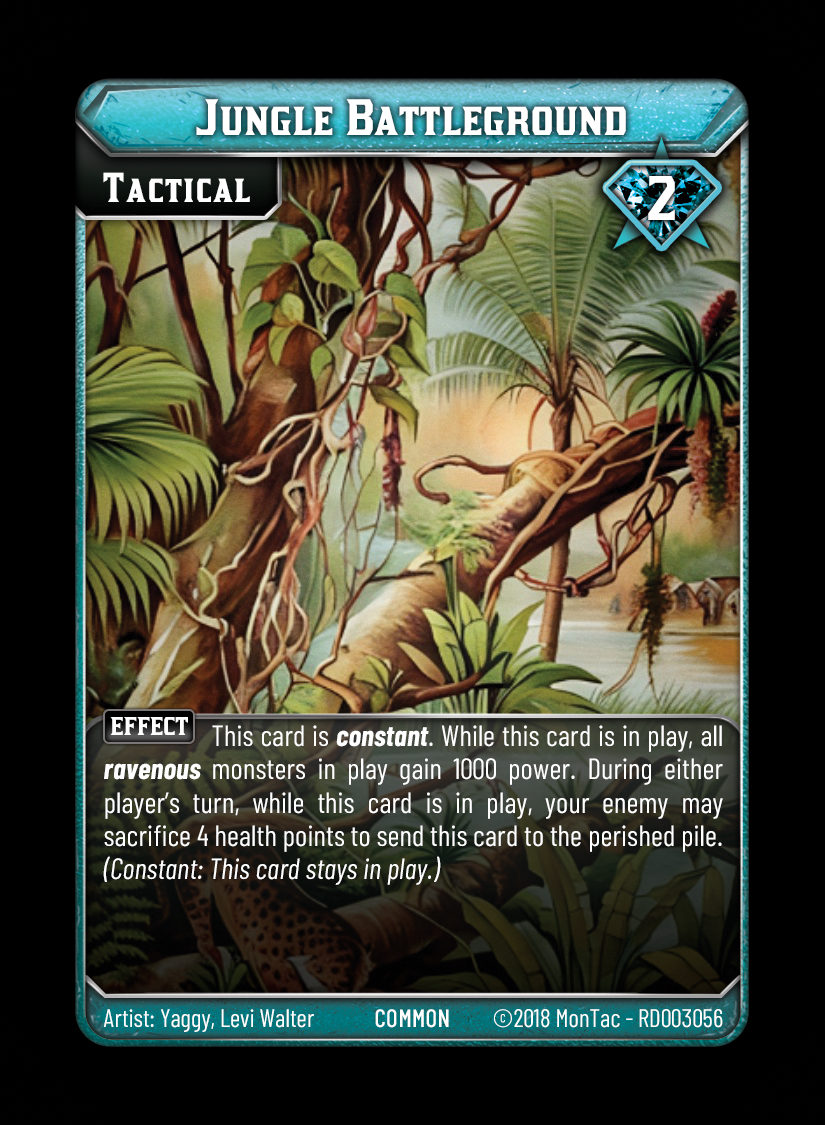 JUNGLE BATTLEGROUND
TACTICAL
2
EFFECT This card is constant. While this card is in play, all
ravenous monsters in play gain 1000 power. During either
player's turn, while this card is in play, your enemy may
sacrifice 4 health points to send this card to the perished pile.
(Constant: This card stays in play.)
Artist: Yaggy, Levi Walter COMMON ©2018 MonTac - RD003056